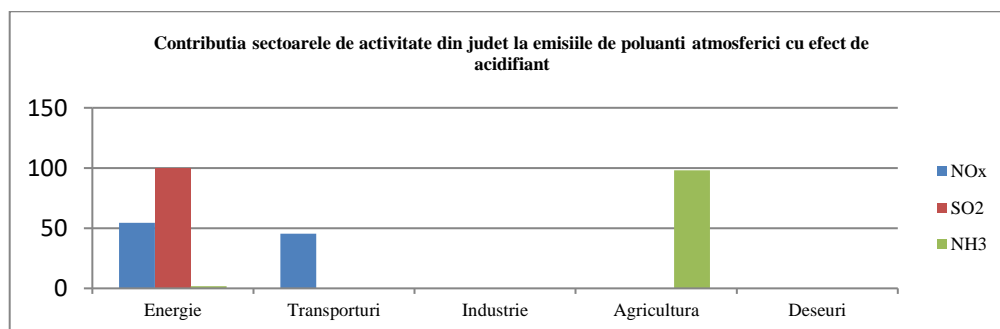 Contributia sectoarele de activitate din judet la emisiile de poluanti atmosferici cu efect de
acidifiant
150
100
50
0
Energie
Transporturi
Industrie
Agricultura
Deseuri
NOx
SO2
NH3